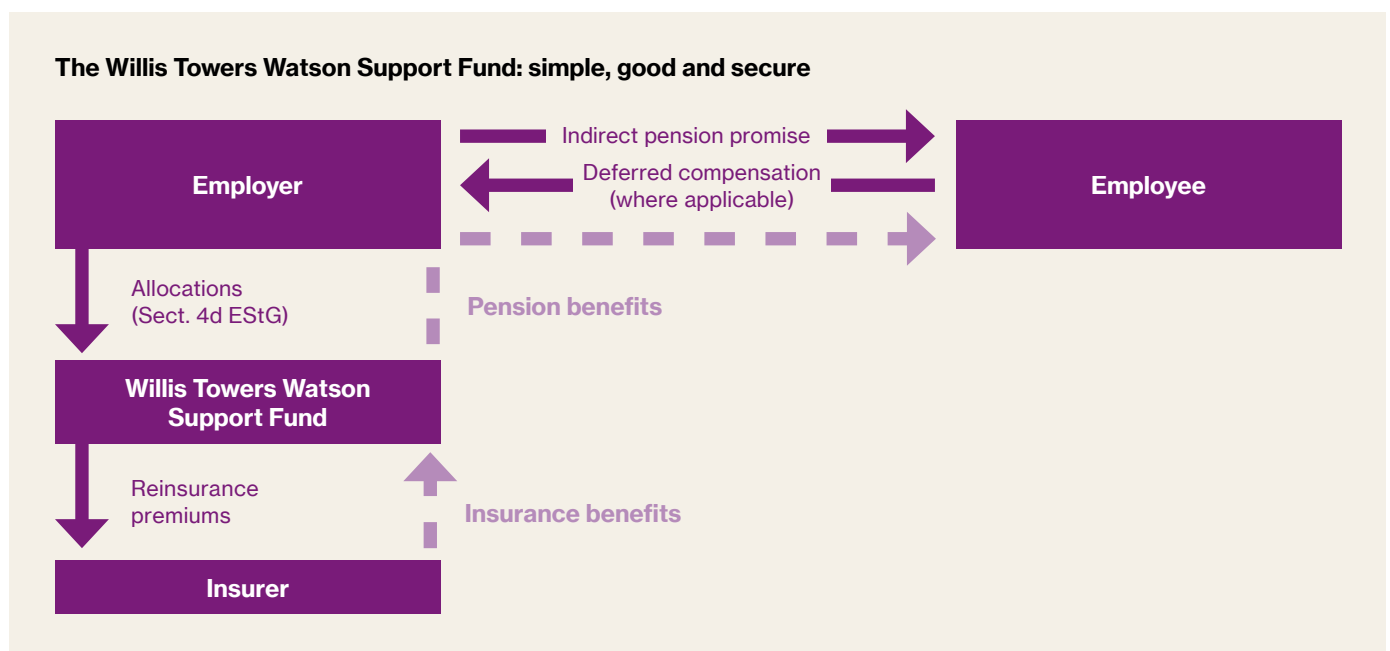 The Willis Towers Watson Support Fund: simple, good and secure
Employer
Indirect pension promise
Deferred compensation
(where applicable)
Employee
Allocations
(Sect. 4d EStG)
Pension benefits
Willis Towers Watson
Support Fund
Reinsurance
premiums
Insurance benefits
Insurer